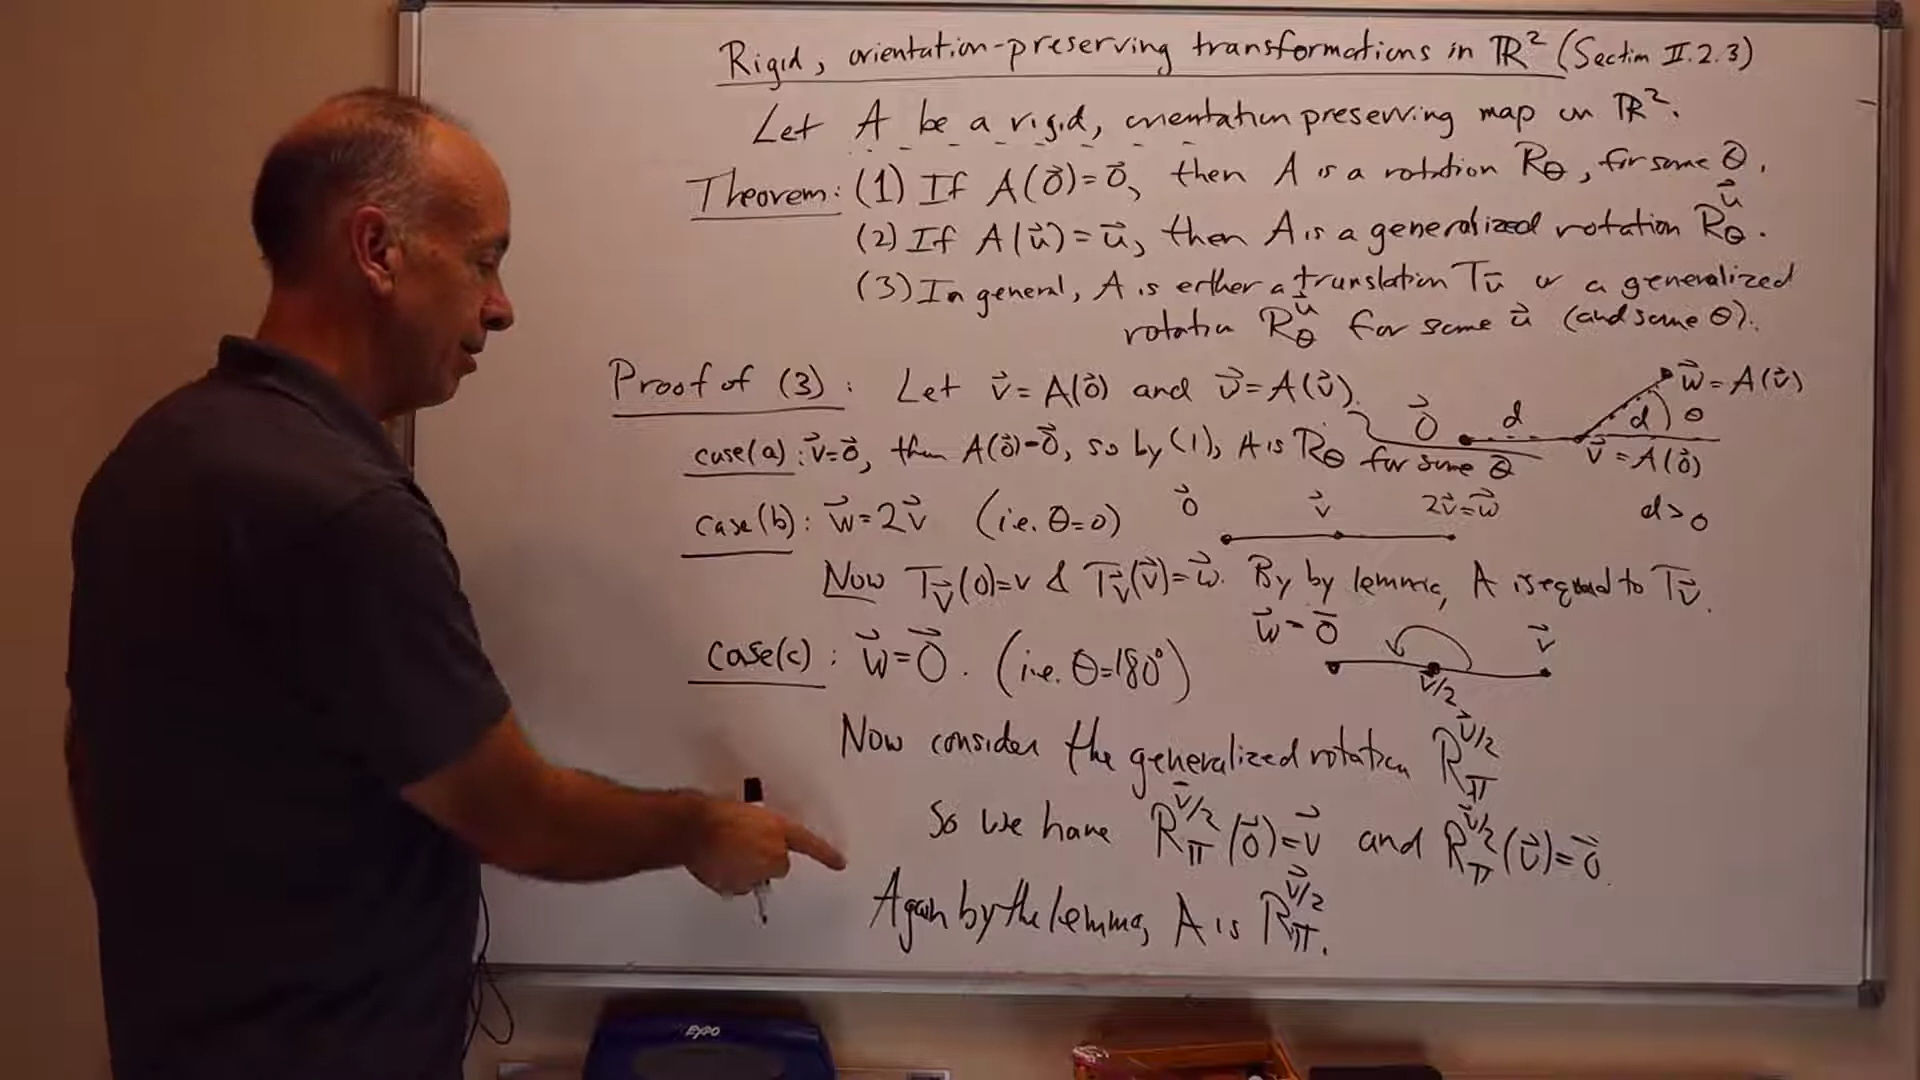 Rigid, orientation-preserving transformations in ℝ² (Section II.2.3)
Let A be a rigid, orientation preserving map on ℝ².
Theorem: (1) If A(0⃗)=0⃗, then A is a rotation R_θ, for some θ.
(2) If A(u⃗)=u⃗, then A is a generalized rotation R_θ^u⃗.
(3) In general, A is either a translation T_v⃗ or a generalized
rotation R_θ^u⃗ for some u⃗ (and some θ).
Proof of (3): Let v⃗=A(0⃗) and v⃗=A(v⃗).
w⃗=A(v⃗)
0⃗ d d θ
v⃗=A(0⃗)
case(a): v⃗=0⃗, then A(0⃗)=0⃗, so by (1), A is R_θ for some θ
d>0
case(b): w⃗=2v⃗ (i.e. θ=0) 0⃗ v⃗ 2v⃗=w⃗
Now T_v⃗(0)=v & T_v⃗(v⃗)=w⃗. By by lemma, A is equal to T_v⃗.
case(c): w⃗=0⃗. (i.e. θ=180°) w⃗=0⃗ v⃗
v/2
Now consider the generalized rotation R_π^v⃗/2
So we have R_π^v⃗/2(0⃗)=v⃗ and R_π^v⃗/2(v⃗)=0⃗.
Again by the lemma, A is R_π^v⃗/2.
EXPO